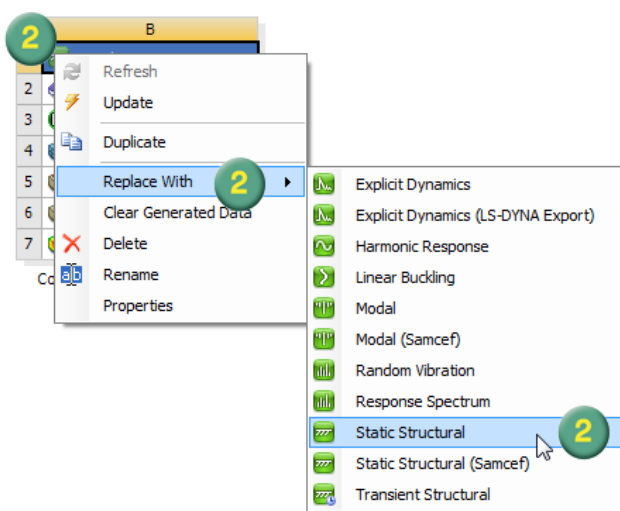 B
2
Refresh
2
Update
3
Duplicate
4
5
Replace With
2
6
Clear Generated Data
7
Delete
Co
Rename
Properties
Explicit Dynamics
Explicit Dynamics (LS-DYNA Export)
Harmonic Response
Linear Buckling
Modal
Modal (Samcef)
Random Vibration
Response Spectrum
Static Structural
2
Static Structural (Samcef)
Transient Structural